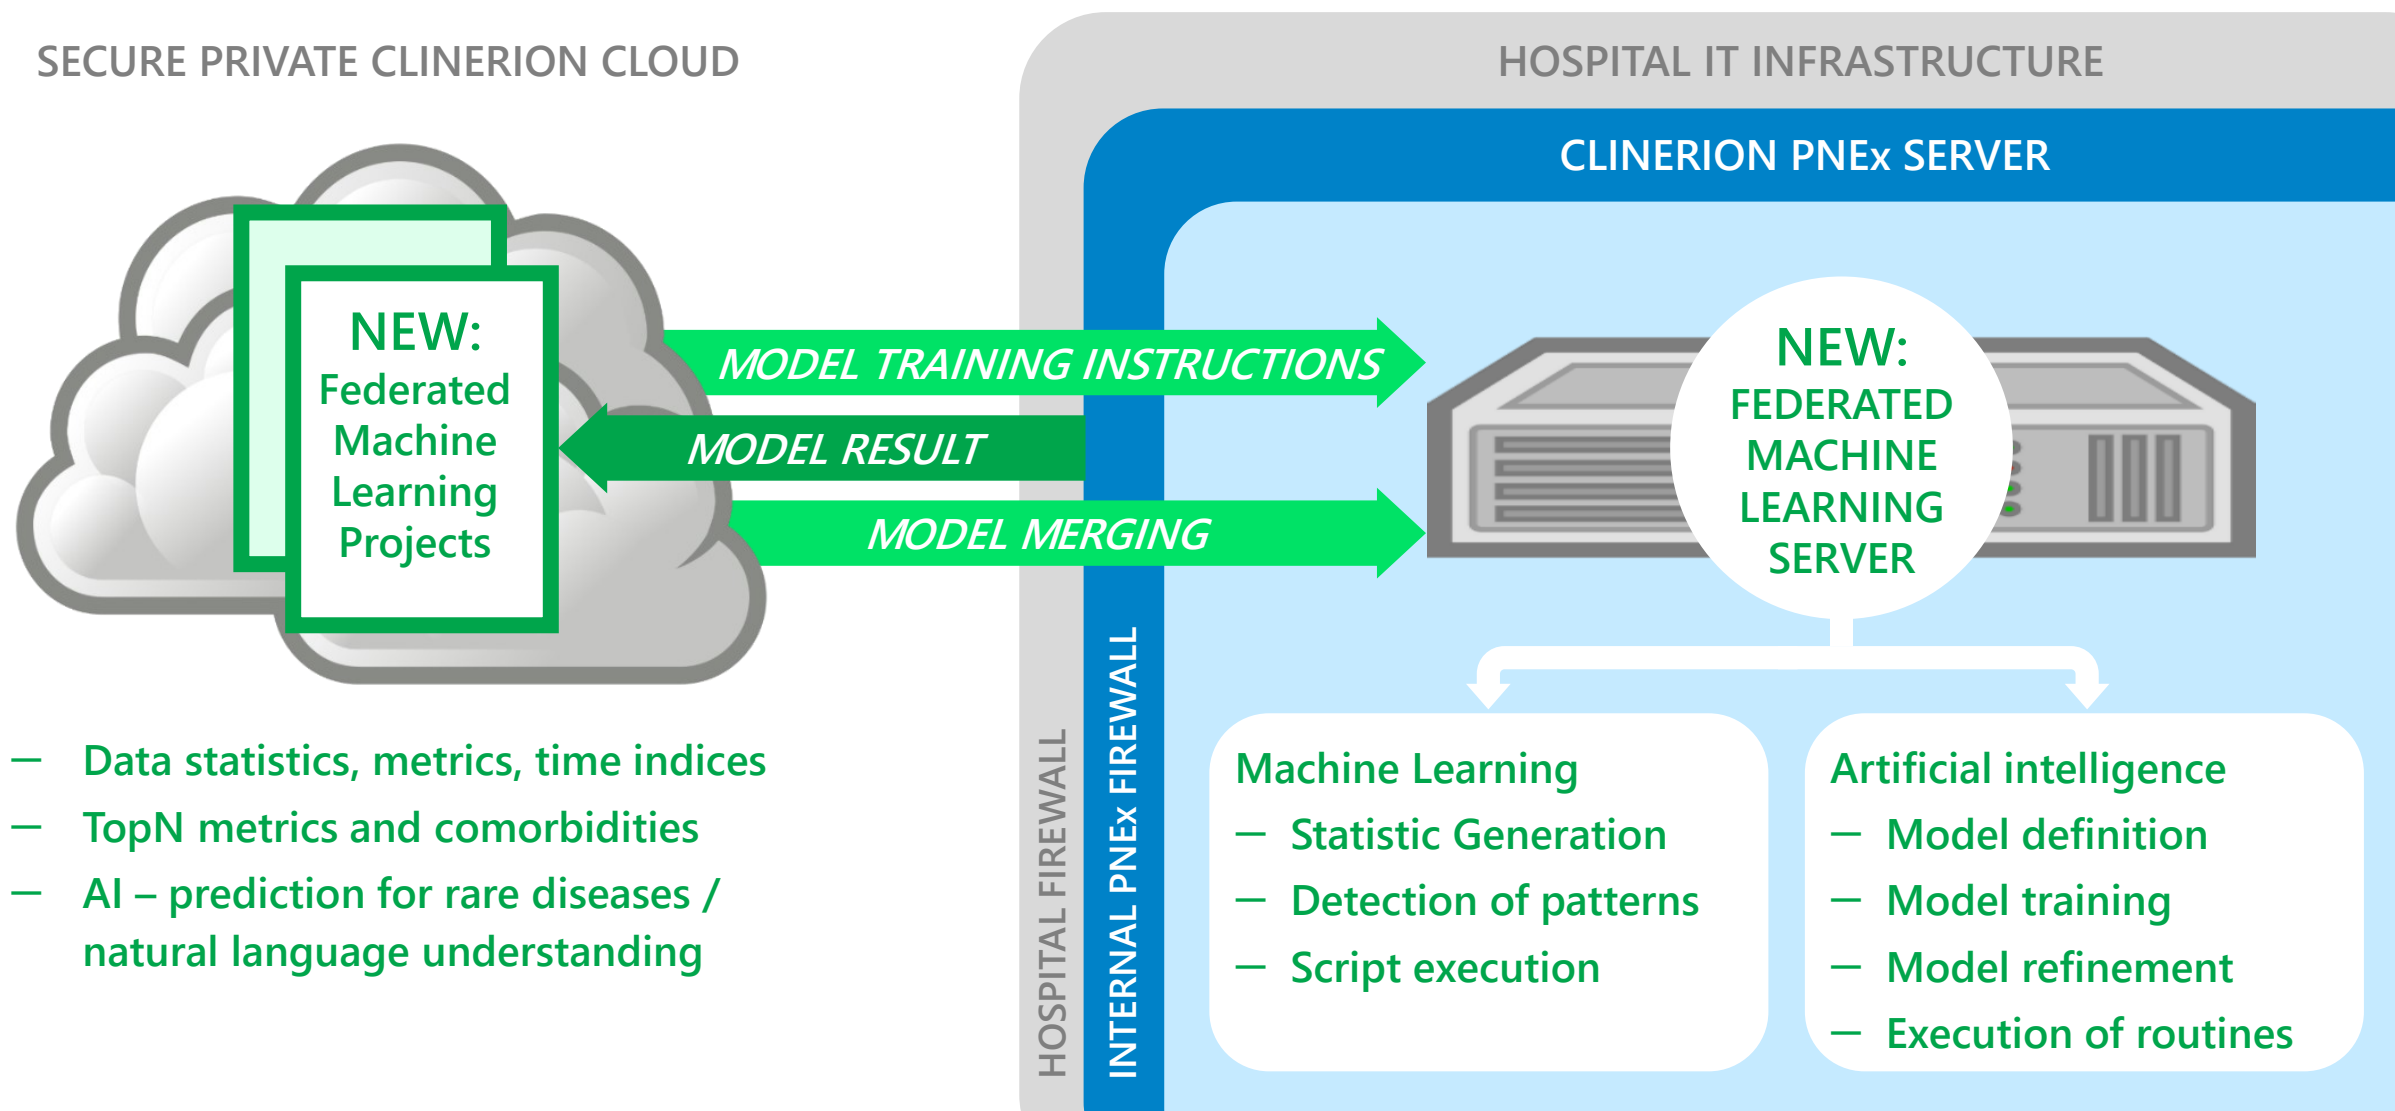 SECURE PRIVATE CLINERION CLOUD
HOSPITAL IT INFRASTRUCTURE
CLINERION PNEx SERVER
NEW:
Federated
Machine
Learning
Projects
MODEL TRAINING INSTRUCTIONS
MODEL RESULT
MODEL MERGING
NEW:
FEDERATED
MACHINE
LEARNING
SERVER
— Data statistics, metrics, time indices
— TopN metrics and comorbidities
— AI – prediction for rare diseases /
natural language understanding
HOSPITAL FIREWALL
INTERNAL PNEx FIREWALL
Machine Learning
— Statistic Generation
— Detection of patterns
— Script execution
Artificial intelligence
— Model definition
— Model training
— Model refinement
— Execution of routines